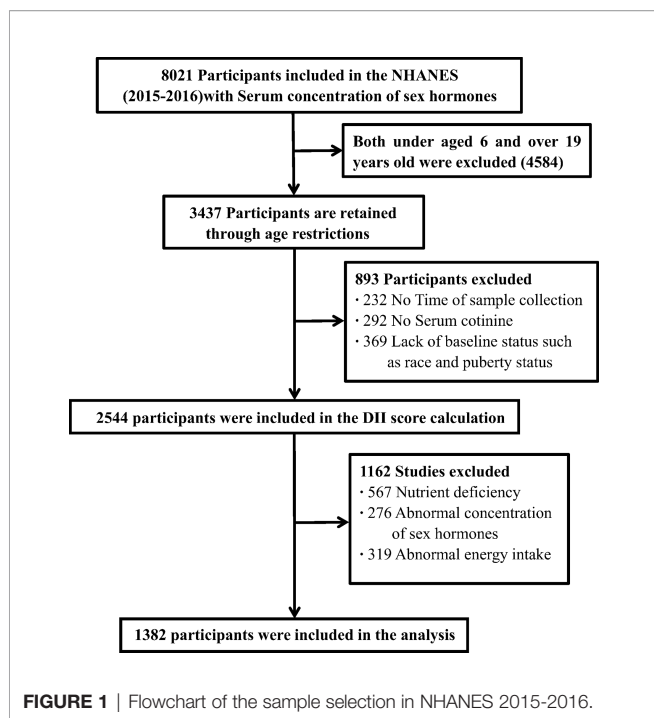 8021 Participants included in the NHANES
(2015-2016)with Serum concentration of sex hormones
Both under aged 6 and over 19
years old were excluded (4584)
3437 Participants are retained
through age restrictions
893 Participants excluded
· 232 No Time of sample collection
· 292 No Serum cotinine
· 369 Lack of baseline status such
as race and puberty status
2544 participants were included in the DII score calculation
1162 Studies excluded
· 567 Nutrient deficiency
· 276 Abnormal concentration
of sex hormones
· 319 Abnormal energy intake
1382 participants were included in the analysis
FIGURE 1 | Flowchart of the sample selection in NHANES 2015-2016.